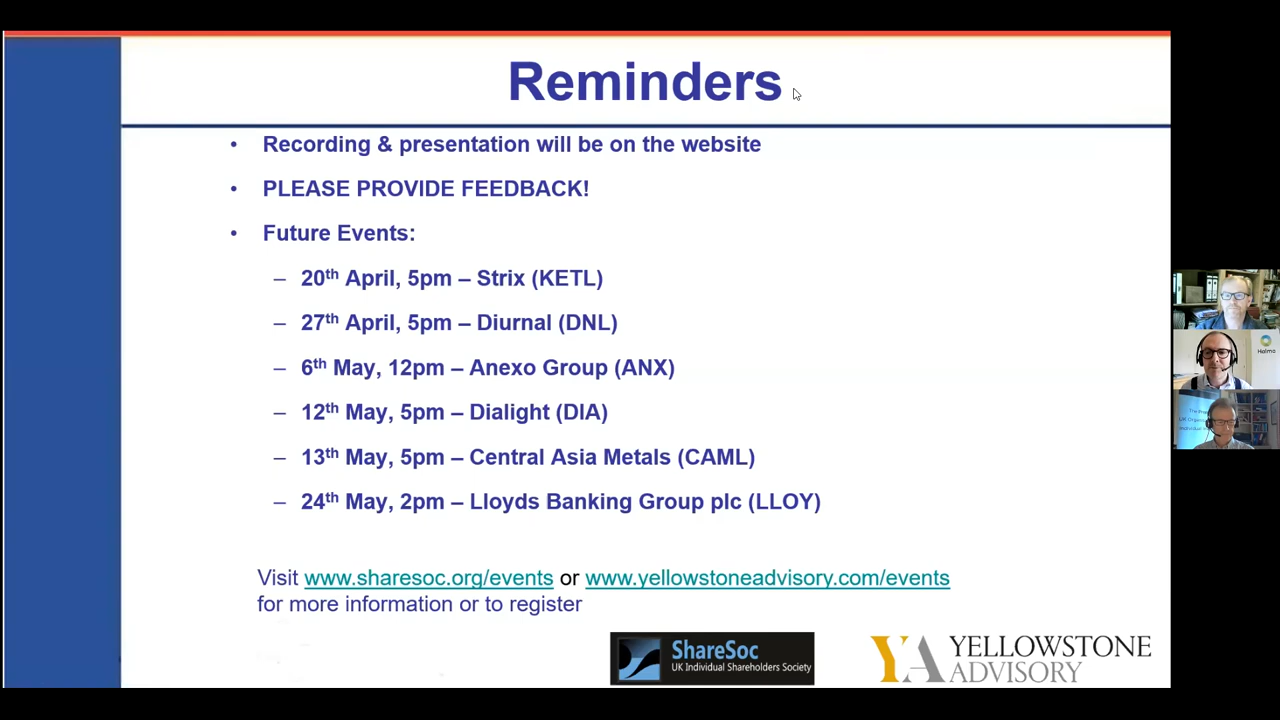 Reminders
• Recording & presentation will be on the website
• PLEASE PROVIDE FEEDBACK!
• Future Events:
– 20th April, 5pm – Strix (KETL)
– 27th April, 5pm – Diurnal (DNL)
– 6th May, 12pm – Anexo Group (ANX)
– 12th May, 5pm – Dialight (DIA)
– 13th May, 5pm – Central Asia Metals (CAML)
– 24th May, 2pm – Lloyds Banking Group plc (LLOY)
Visit www.sharesoc.org/events or www.yellowstoneadvisory.com/events
for more information or to register
ShareSoc
UK Individual Shareholders Society
YA YELLOWSTONE
ADVISORY
Halma